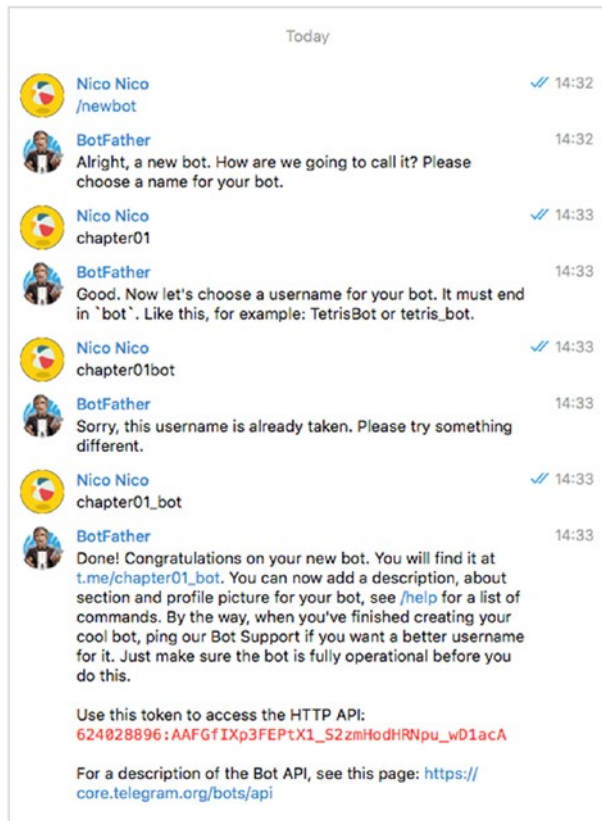 Today
Nico Nico 14:32
/newbot
BotFather 14:32
Alright, a new bot. How are we going to call it? Please
choose a name for your bot.
Nico Nico 14:33
chapter01
BotFather 14:33
Good. Now let's choose a username for your bot. It must end
in `bot`. Like this, for example: TetrisBot or tetris_bot.
Nico Nico 14:33
chapter01bot
BotFather 14:33
Sorry, this username is already taken. Please try something
different.
Nico Nico 14:33
chapter01_bot
BotFather 14:33
Done! Congratulations on your new bot. You will find it at
t.me/chapter01_bot. You can now add a description, about
section and profile picture for your bot, see /help for a list of
commands. By the way, when you've finished creating your
cool bot, ping our Bot Support if you want a better username
for it. Just make sure the bot is fully operational before you
do this.
Use this token to access the HTTP API:
624028896:AAFGfIXp3FEPtX1_S2zmHodHRNpu_wD1acA
For a description of the Bot API, see this page: https://
core.telegram.org/bots/api